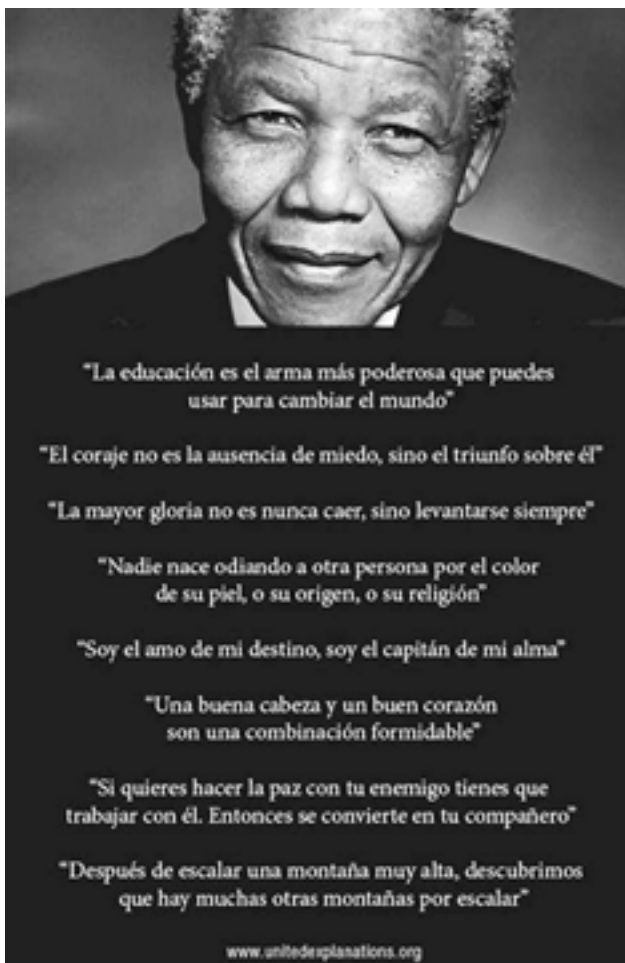 “La educación es el arma más poderosa que puedes
usar para cambiar el mundo”
“El coraje no es la ausencia de miedo, sino el triunfo sobre él”
“La mayor gloria no es nunca caer, sino levantarse siempre”
“Nadie nace odiando a otra persona por el color
de su piel, o su origen, o su religión”
“Soy el amo de mi destino, soy el capitán de mi alma”
“Una buena cabeza y un buen corazón
son una combinación formidable”
“Si quieres hacer la paz con tu enemigo tienes que
trabajar con él. Entonces se convierte en tu compañero”
“Después de escalar una montaña muy alta, descubrimos
que hay muchas otras montañas por escalar”
www.unitedexplanations.org